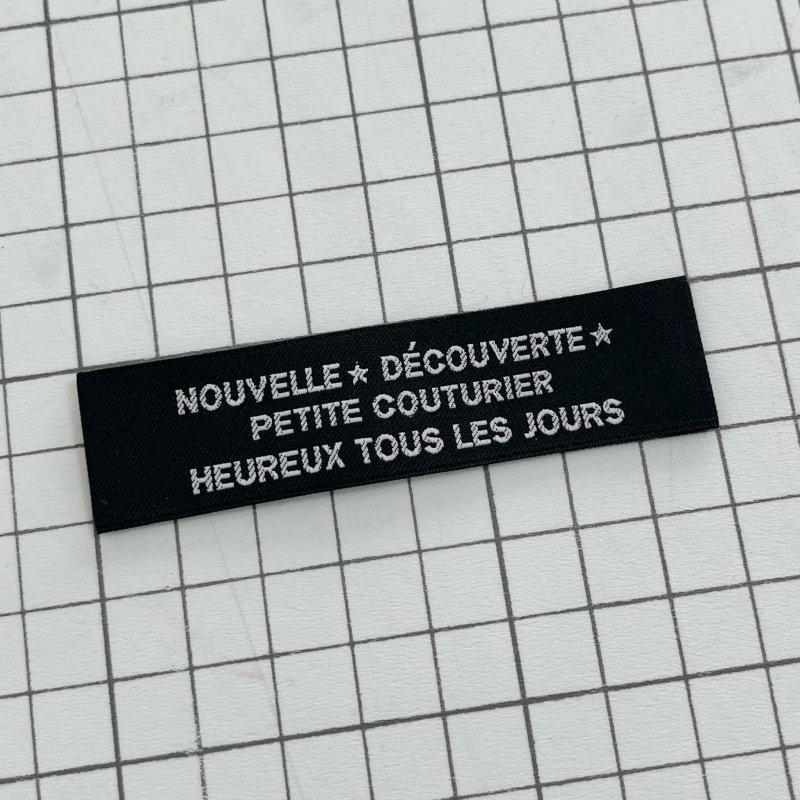 NOUVELLE★ DÉCOUVERTE★
PETITE COUTURIER
HEUREUX TOUS LES JOURS